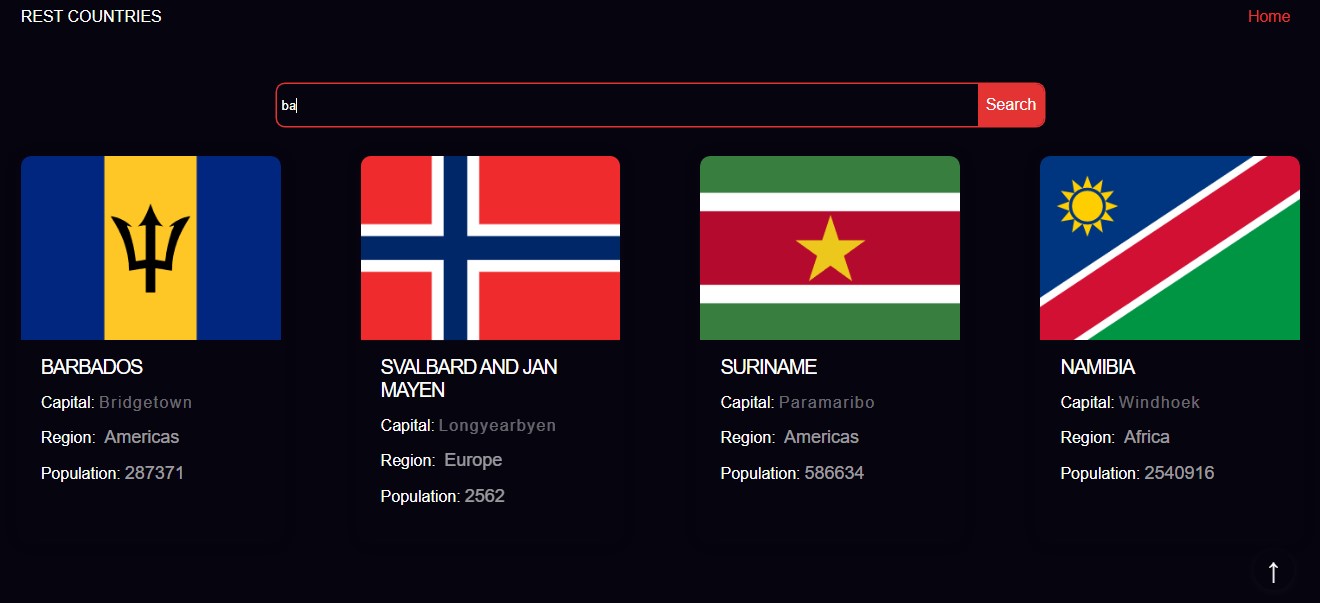 REST COUNTRIES
Home
ba
Search
BARBADOS
Capital: Bridgetown
Region: Americas
Population: 287371
SVALBARD AND JAN
MAYEN
Capital: Longyearbyen
Region: Europe
Population: 2562
SURINAME
Capital: Paramaribo
Region: Americas
Population: 586634
NAMIBIA
Capital: Windhoek
Region: Africa
Population: 2540916
↑